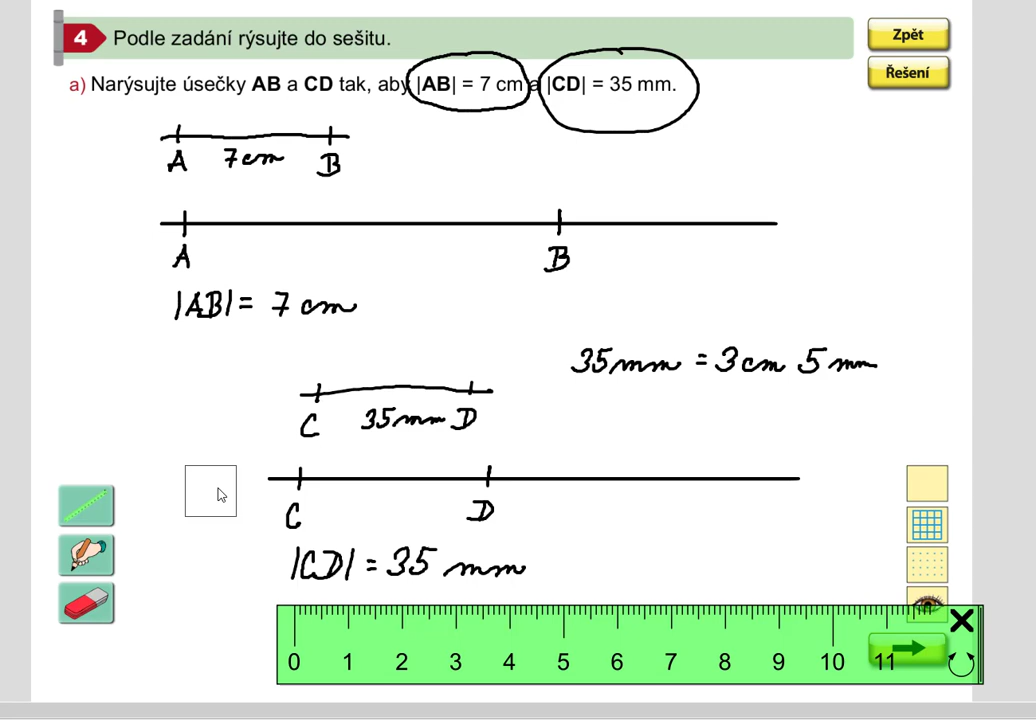 4 Podle zadání rýsujte do sešitu.
Zpět
Řešení
a) Narýsujte úsečky AB a CD tak, aby |AB| = 7 cm a |CD| = 35 mm.
A 7cm B
A B
|AB| = 7 cm
35mm = 3cm 5 mm
C 35mm D
C D
|CD| = 35 mm
0 1 2 3 4 5 6 7 8 9 10 11